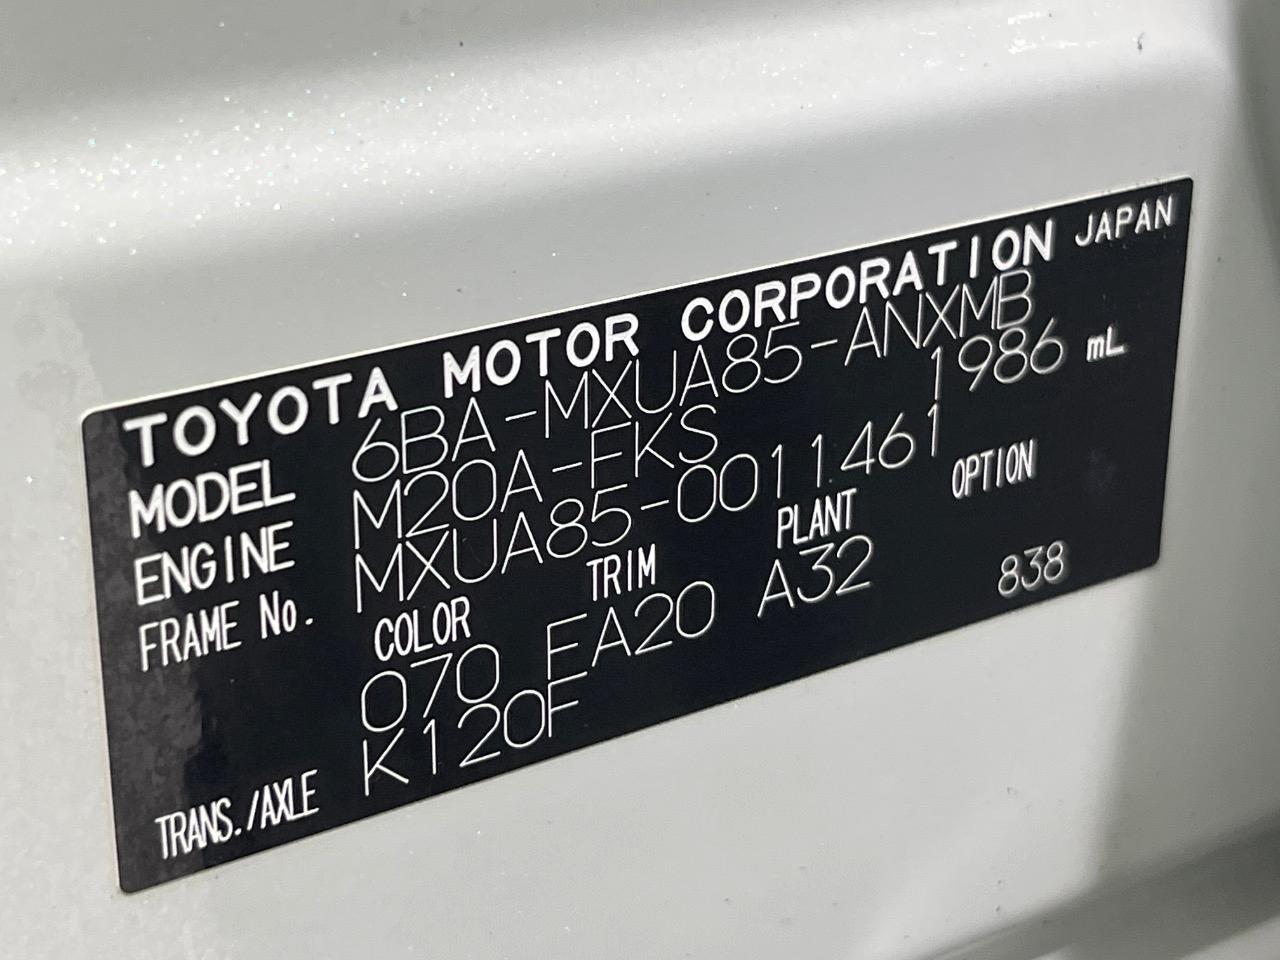 TOYOTA MOTOR CORPORATION JAPAN
MODEL 6BA-MXUA85-ANXMB
ENGINE M20A-FKS 1986 mL
FRAME No. MXUA85-0011461
COLOR TRIM PLANT OPTION
070 FA20 A32 838
TRANS./AXLE K120F